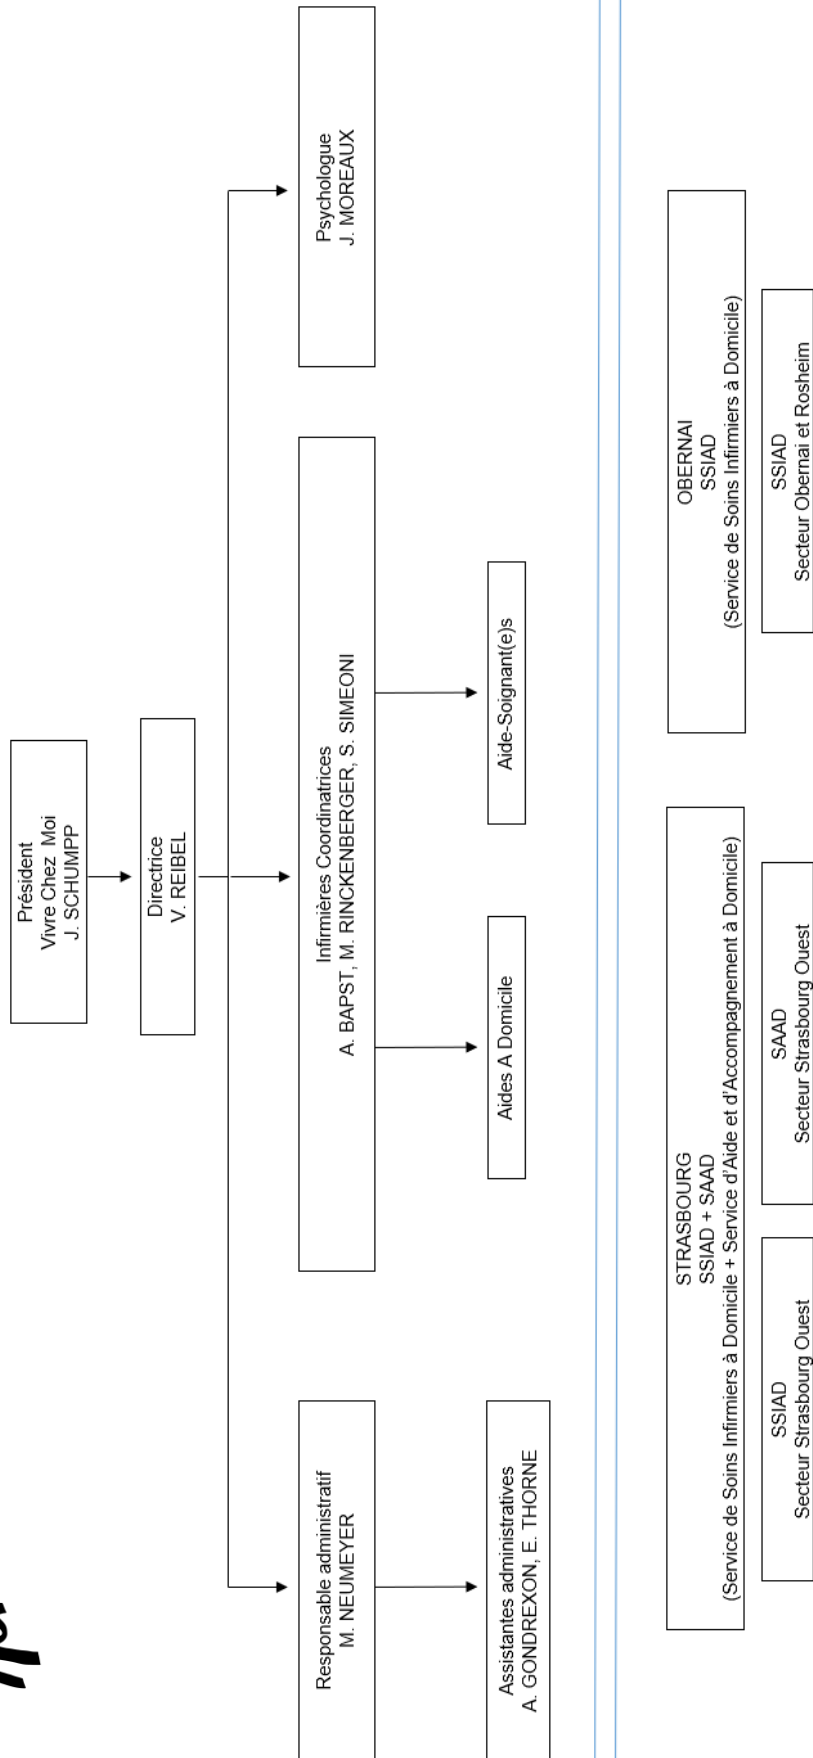 Président
Vivre Chez Moi
J. SCHUMPP
Directrice
V. REIBEL
Responsable administratif
M. NEUMEYER
Infirmières Coordinatrices
A. BAPST, M. RINCKENBERGER, S. SIMEONI
Psychologue
J. MOREAUX
Assistantes administratives
A. GONDREXON, E. THORNE
Aides A Domicile
Aide-Soignant(e)s
STRASBOURG
SSIAD + SAAD
(Service de Soins Infirmiers à Domicile + Service d'Aide et d'Accompagnement à Domicile)
OBERNAI
SSIAD
(Service de Soins Infirmiers à Domicile)
SSIAD
Secteur Strasbourg Ouest
SAAD
Secteur Strasbourg Ouest
SSIAD
Secteur Obernai et Rosheim